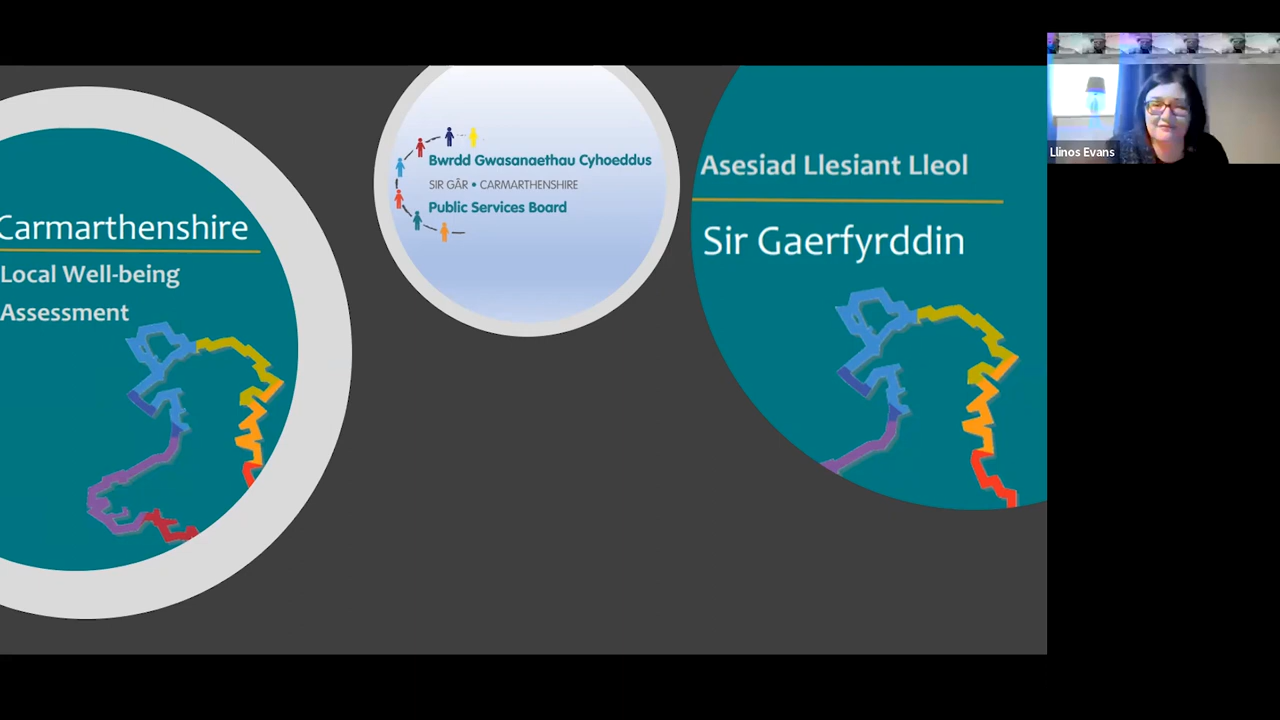 Carmarthenshire
Local Well-being
Assessment
Bwrdd Gwasanaethau Cyhoeddus
SIR GÂR • CARMARTHENSHIRE
Public Services Board
Asesiad Llesiant Lleol
Sir Gaerfyrddin
Llinos Evans